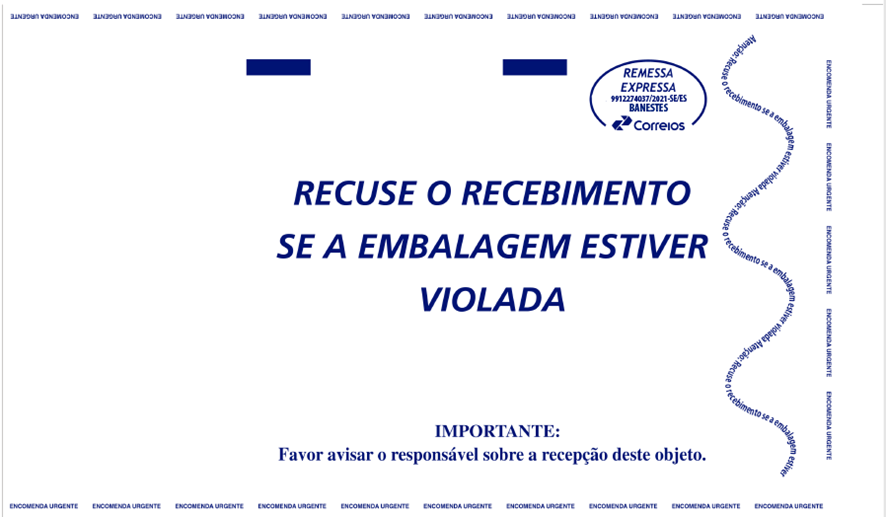 ENCOMENDA URGENTE ENCOMENDA URGENTE ENCOMENDA URGENTE ENCOMENDA URGENTE ENCOMENDA URGENTE ENCOMENDA URGENTE ENCOMENDA URGENTE ENCOMENDA URGENTE ENCOMENDA URGENTE ENCOMENDA URGENTE
REMESSA
EXPRESSA
9912274037/2021-SE/ES
BANESTES
Correios
RECUSE O RECEBIMENTO
SE A EMBALAGEM ESTIVER
VIOLADA
Atenção: Recuse o recebimento se a embalagem estiver violada Atenção: Recuse o recebimento se a embalagem estiver violada Atenção: Recuse o recebimento se a embalagem estiver
ENCOMENDA URGENTE ENCOMENDA URGENTE ENCOMENDA URGENTE ENCOMENDA URGENTE ENCOMENDA URGENTE
IMPORTANTE:
Favor avisar o responsável sobre a recepção deste objeto.
ENCOMENDA URGENTE ENCOMENDA URGENTE ENCOMENDA URGENTE ENCOMENDA URGENTE ENCOMENDA URGENTE ENCOMENDA URGENTE ENCOMENDA URGENTE ENCOMENDA URGENTE ENCOMENDA URGENTE ENCOMENDA URGENTE